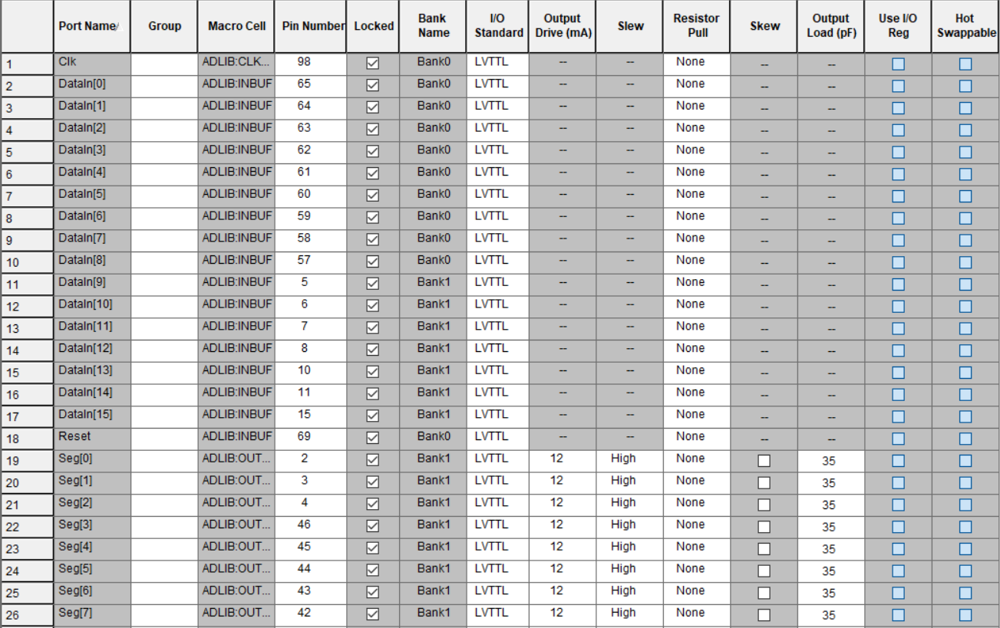 Port Name Group Macro Cell Pin Number Locked Bank Name I/O Standard Output Drive (mA) Slew Resistor Pull Skew Output Load (pF) Use I/O Reg Hot Swappable
1 Clk ADLIB:CLK... 98 Bank0 LVTTL -- -- None -- --
2 DataIn[0] ADLIB:INBUF 65 Bank0 LVTTL -- -- None -- --
3 DataIn[1] ADLIB:INBUF 64 Bank0 LVTTL -- -- None -- --
4 DataIn[2] ADLIB:INBUF 63 Bank0 LVTTL -- -- None -- --
5 DataIn[3] ADLIB:INBUF 62 Bank0 LVTTL -- -- None -- --
6 DataIn[4] ADLIB:INBUF 61 Bank0 LVTTL -- -- None -- --
7 DataIn[5] ADLIB:INBUF 60 Bank0 LVTTL -- -- None -- --
8 DataIn[6] ADLIB:INBUF 59 Bank0 LVTTL -- -- None -- --
9 DataIn[7] ADLIB:INBUF 58 Bank0 LVTTL -- -- None -- --
10 DataIn[8] ADLIB:INBUF 57 Bank0 LVTTL -- -- None -- --
11 DataIn[9] ADLIB:INBUF 5 Bank1 LVTTL -- -- None -- --
12 DataIn[10] ADLIB:INBUF 6 Bank1 LVTTL -- -- None -- --
13 DataIn[11] ADLIB:INBUF 7 Bank1 LVTTL -- -- None -- --
14 DataIn[12] ADLIB:INBUF 8 Bank1 LVTTL -- -- None -- --
15 DataIn[13] ADLIB:INBUF 10 Bank1 LVTTL -- -- None -- --
16 DataIn[14] ADLIB:INBUF 11 Bank1 LVTTL -- -- None -- --
17 DataIn[15] ADLIB:INBUF 15 Bank1 LVTTL -- -- None -- --
18 Reset ADLIB:INBUF 69 Bank0 LVTTL -- -- None -- --
19 Seg[0] ADLIB:OUT... 2 Bank1 LVTTL 12 High None 35
20 Seg[1] ADLIB:OUT... 3 Bank1 LVTTL 12 High None 35
21 Seg[2] ADLIB:OUT... 4 Bank1 LVTTL 12 High None 35
22 Seg[3] ADLIB:OUT... 46 Bank1 LVTTL 12 High None 35
23 Seg[4] ADLIB:OUT... 45 Bank1 LVTTL 12 High None 35
24 Seg[5] ADLIB:OUT... 44 Bank1 LVTTL 12 High None 35
25 Seg[6] ADLIB:OUT... 43 Bank1 LVTTL 12 High None 35
26 Seg[7] ADLIB:OUT... 42 Bank1 LVTTL 12 High None 35